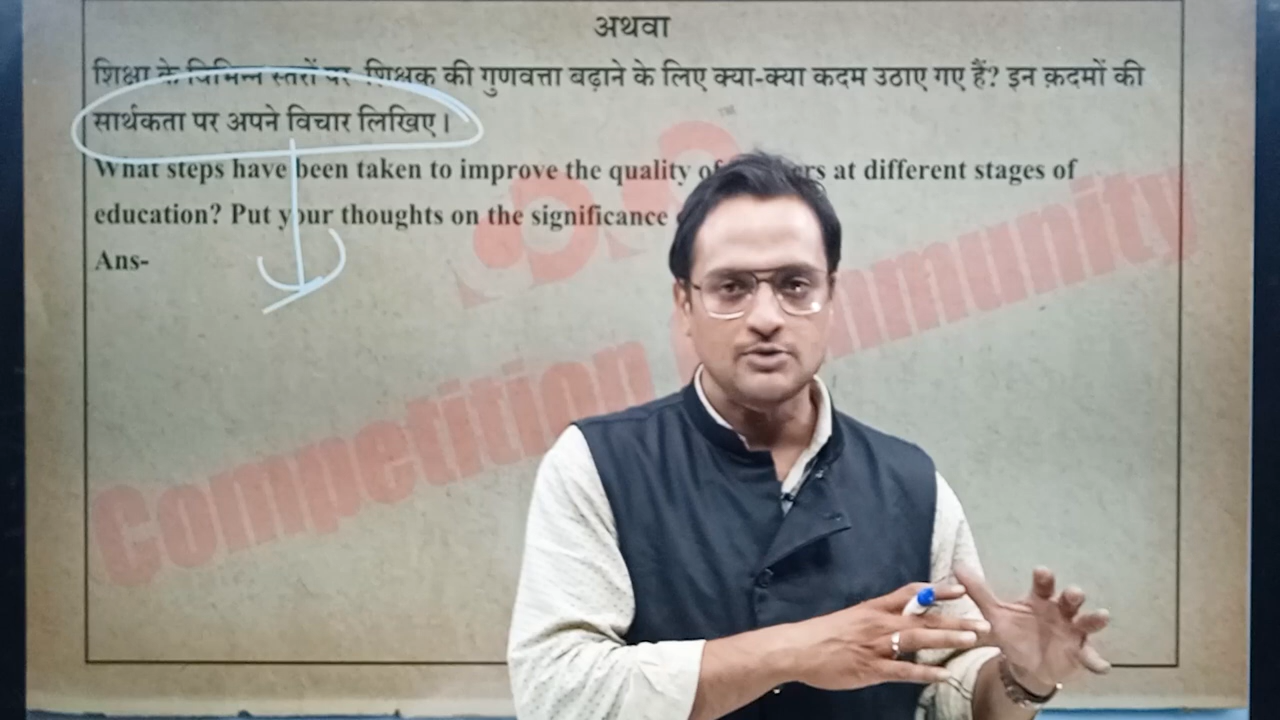 अथवा
शिक्षा के विभिन्न स्तरों पर शिक्षक की गुणवत्ता बढ़ाने के लिए क्या-क्या कदम उठाए गए हैं? इन क़दमों की
सार्थकता पर अपने विचार लिखिए।
What steps have been taken to improve the quality of at different stages of
education? Put your thoughts on the significance
Ans-
Competition